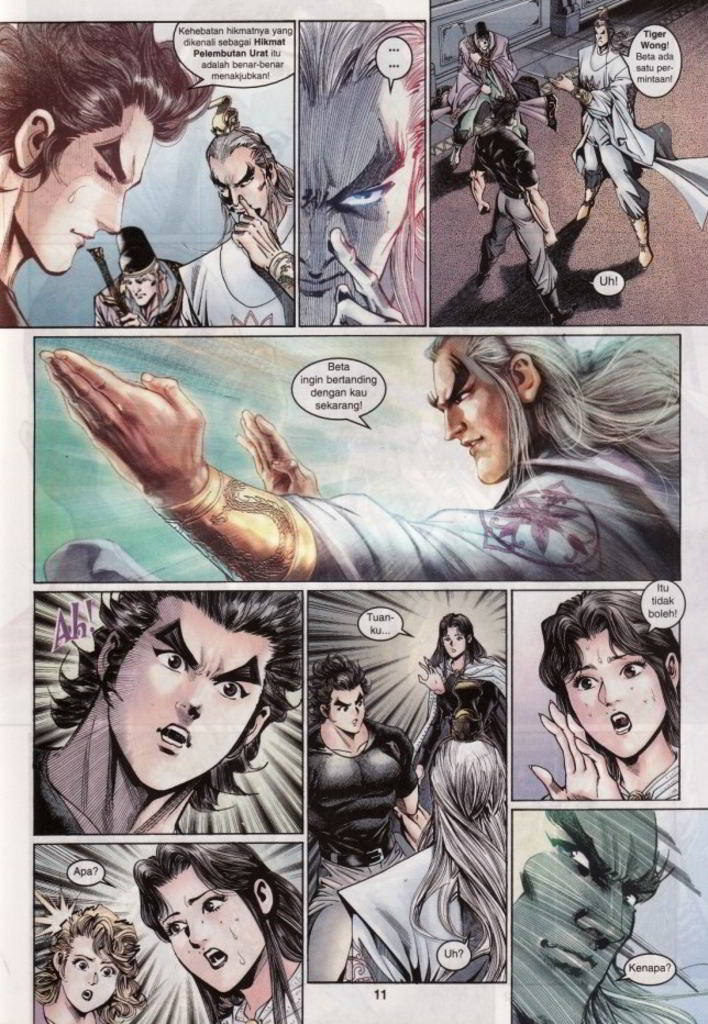 Kehebatan hikmatnya yang
dikenali sebagai Hikmat
Pelembutan Urat itu
adalah benar-benar
menakjubkan!
...
...
Tiger
Wong!
Beta ada
satu per-
mintaan!
Uh!
Beta
ingin bertanding
dengan kau
sekarang!
Ah!
Tuan-
ku...
Uh?
Itu
tidak
boleh!
Apa?
Kenapa?
11